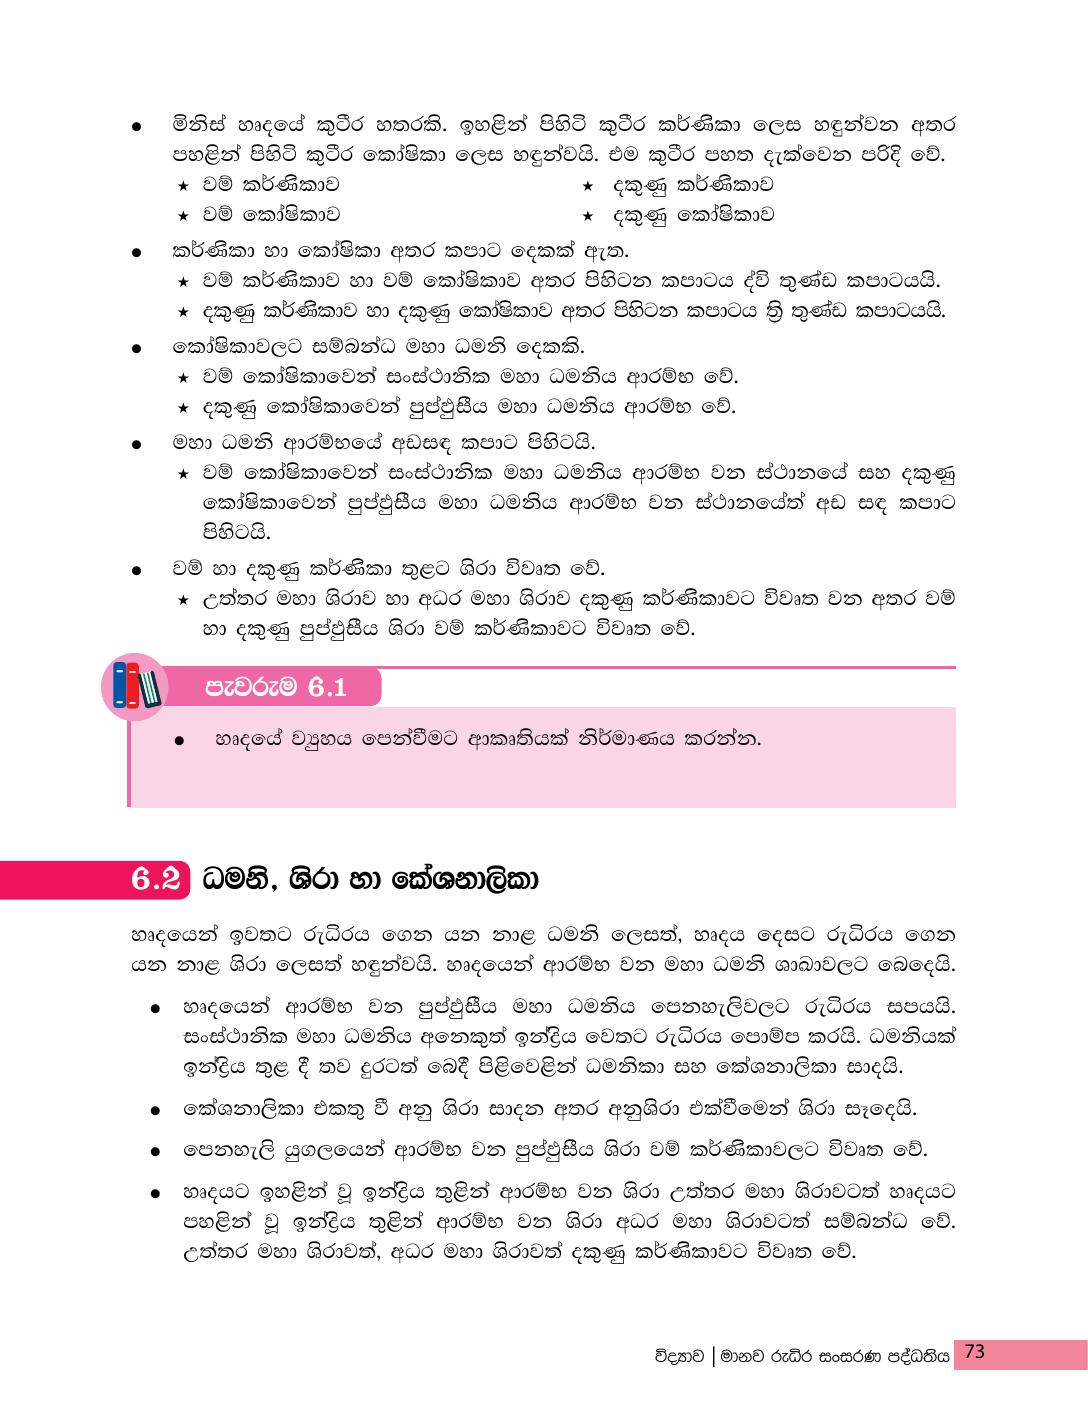 • මිනිස් හෘදයේ කුටීර හතරකි. ඉහළින් පිහිටි කුටීර කර්ණිකා ලෙස හඳුන්වන අතර
පහළින් පිහිටි කුටීර කෝෂිකා ලෙස හඳුන්වයි. එම කුටීර පහත දැක්වෙන පරිදි වේ.
★ වම් කර්ණිකාව ★ දකුණු කර්ණිකාව
★ වම් කෝෂිකාව ★ දකුණු කෝෂිකාව
• කර්ණිකා හා කෝෂිකා අතර කපාට දෙකක් ඇත.
★ වම් කර්ණිකාව හා වම් කෝෂිකාව අතර පිහිටන කපාටය ද්වි තුණ්ඩ කපාටයයි.
★ දකුණු කර්ණිකාව හා දකුණු කෝෂිකාව අතර පිහිටන කපාටය ත්‍රි තුණ්ඩ කපාටයයි.
• කෝෂිකාවලට සම්බන්ධ මහා ධමනි දෙකකි.
★ වම් කෝෂිකාවෙන් සංස්ථානික මහා ධමනිය ආරම්භ වේ.
★ දකුණු කෝෂිකාවෙන් පුප්ඵුසීය මහා ධමනිය ආරම්භ වේ.
• මහා ධමනි ආරම්භයේ අඩසඳ කපාට පිහිටයි.
★ වම් කෝෂිකාවෙන් සංස්ථානික මහා ධමනිය ආරම්භ වන ස්ථානයේ සහ දකුණු
කෝෂිකාවෙන් පුප්ඵුසීය මහා ධමනිය ආරම්භ වන ස්ථානයේත් අඩ සඳ කපාට
පිහිටයි.
• වම් හා දකුණු කර්ණිකා තුළට ශිරා විවෘත වේ.
★ උත්තර මහා ශිරාව හා අධර මහා ශිරාව දකුණු කර්ණිකාවට විවෘත වන අතර වම්
හා දකුණු පුප්ඵුසීය ශිරා වම් කර්ණිකාවට විවෘත වේ.
පැවරුම 6.1
• හෘදයේ ව්‍යුහය පෙන්වීමට ආකෘතියක් නිර්මාණය කරන්න.
6.2 ධමනි, ශිරා හා කේශනාලිකා
හෘදයෙන් ඉවතට රුධිරය ගෙන යන නාළ ධමනි ලෙසත්, හෘදය දෙසට රුධිරය ගෙන
යන නාළ ශිරා ලෙසත් හඳුන්වයි. හෘදයෙන් ආරම්භ වන මහා ධමනි ශාඛාවලට බෙදෙයි.
• හෘදයෙන් ආරම්භ වන පුප්ඵුසීය මහා ධමනිය පෙනහැලිවලට රුධිරය සපයයි.
සංස්ථානික මහා ධමනිය අනෙකුත් ඉන්ද්‍රිය වෙතට රුධිරය පොම්ප කරයි. ධමනියක්
ඉන්ද්‍රිය තුළ දී තව දුරටත් බෙදී පිළිවෙළින් ධමනිකා සහ කේශනාලිකා සාදයි.
• කේශනාලිකා එකතු වී අනු ශිරා සාදන අතර අනුශිරා එක්වීමෙන් ශිරා සෑදෙයි.
• පෙනහැලි යුගලයෙන් ආරම්භ වන පුප්ඵුසීය ශිරා වම් කර්ණිකාවලට විවෘත වේ.
• හෘදයට ඉහළින් වූ ඉන්ද්‍රිය තුළින් ආරම්භ වන ශිරා උත්තර මහා ශිරාවටත් හෘදයට
පහළින් වූ ඉන්ද්‍රිය තුළින් ආරම්භ වන ශිරා අධර මහා ශිරාවටත් සම්බන්ධ වේ.
උත්තර මහා ශිරාවත්, අධර මහා ශිරාවත් දකුණු කර්ණිකාවට විවෘත වේ.
විද්‍යාව | මානව රුධිර සංසරණ පද්ධතිය 73